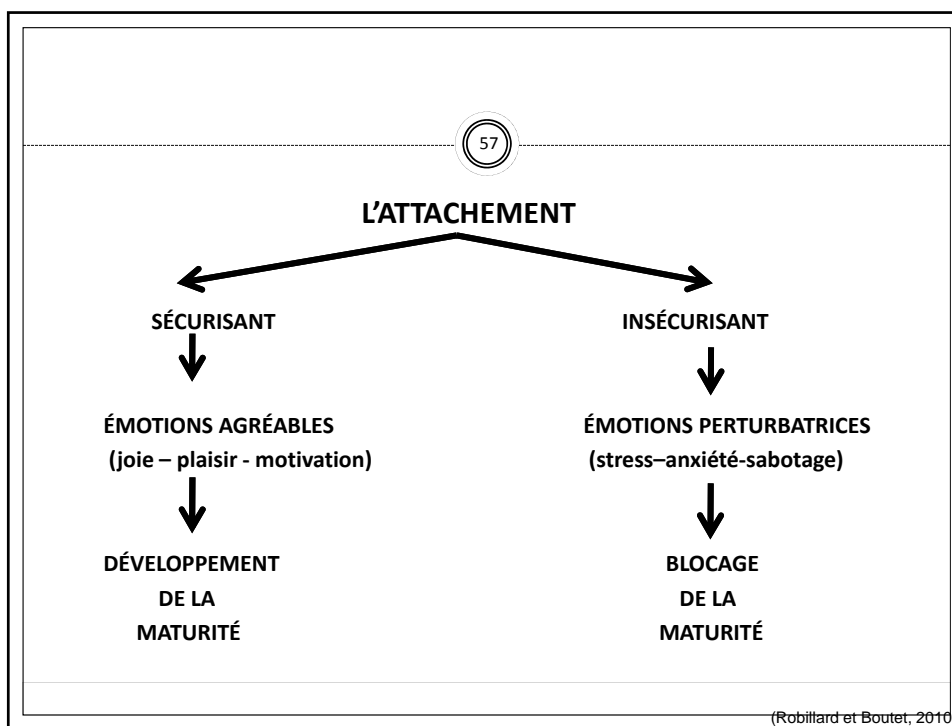 57
L’ATTACHEMENT
SÉCURISANT
INSÉCURISANT
ÉMOTIONS AGRÉABLES
(joie – plaisir - motivation)
ÉMOTIONS PERTURBATRICES
(stress–anxiété-sabotage)
DÉVELOPPEMENT
DE LA
MATURITÉ
BLOCAGE
DE LA
MATURITÉ
(Robillard et Boutet, 2010